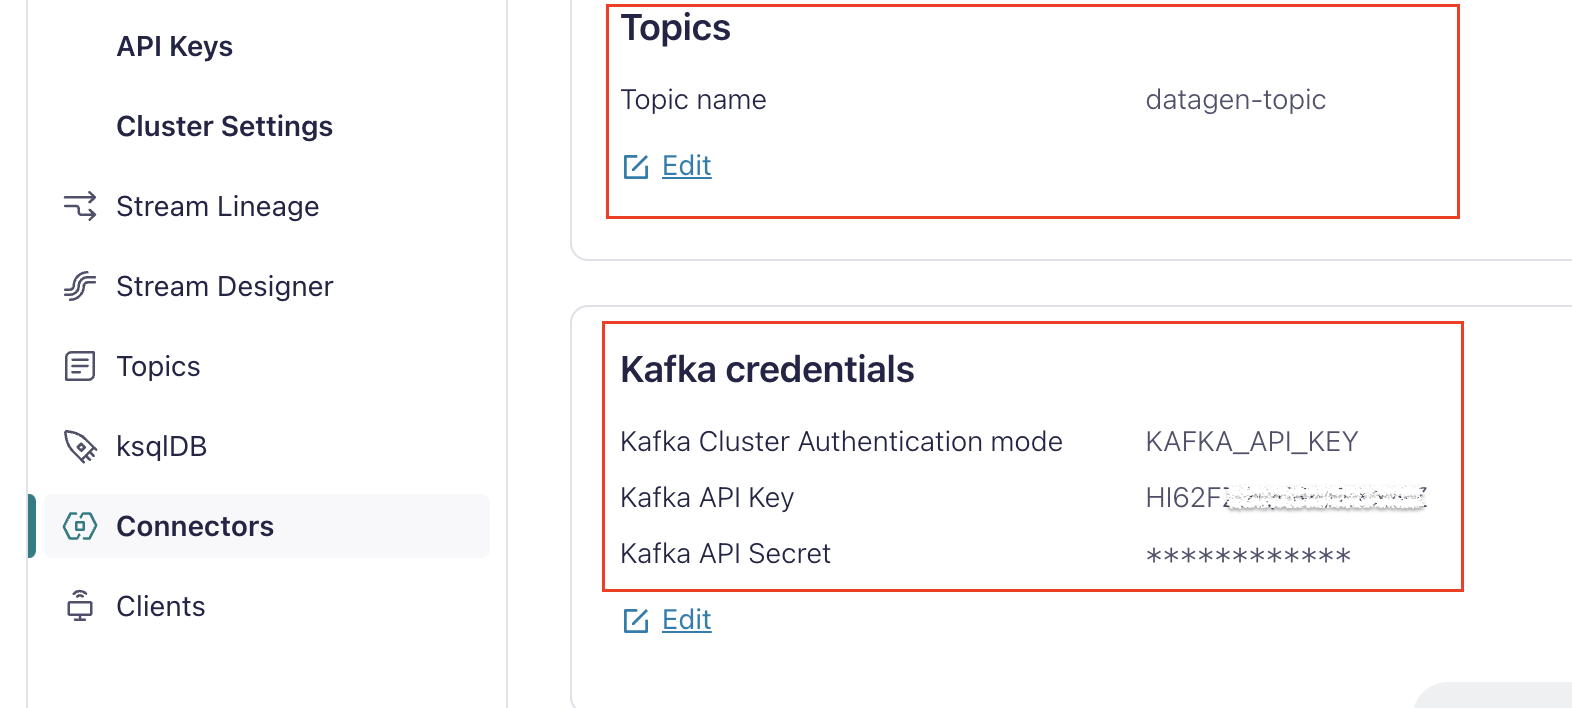 API Keys
Cluster Settings
Stream Lineage
Stream Designer
Topics
ksqlDB
Connectors
Clients
Topics
Topic name datagen-topic
Edit
Kafka credentials
Kafka Cluster Authentication mode KAFKA_API_KEY
Kafka API Key HI62F
Kafka API Secret ************
Edit